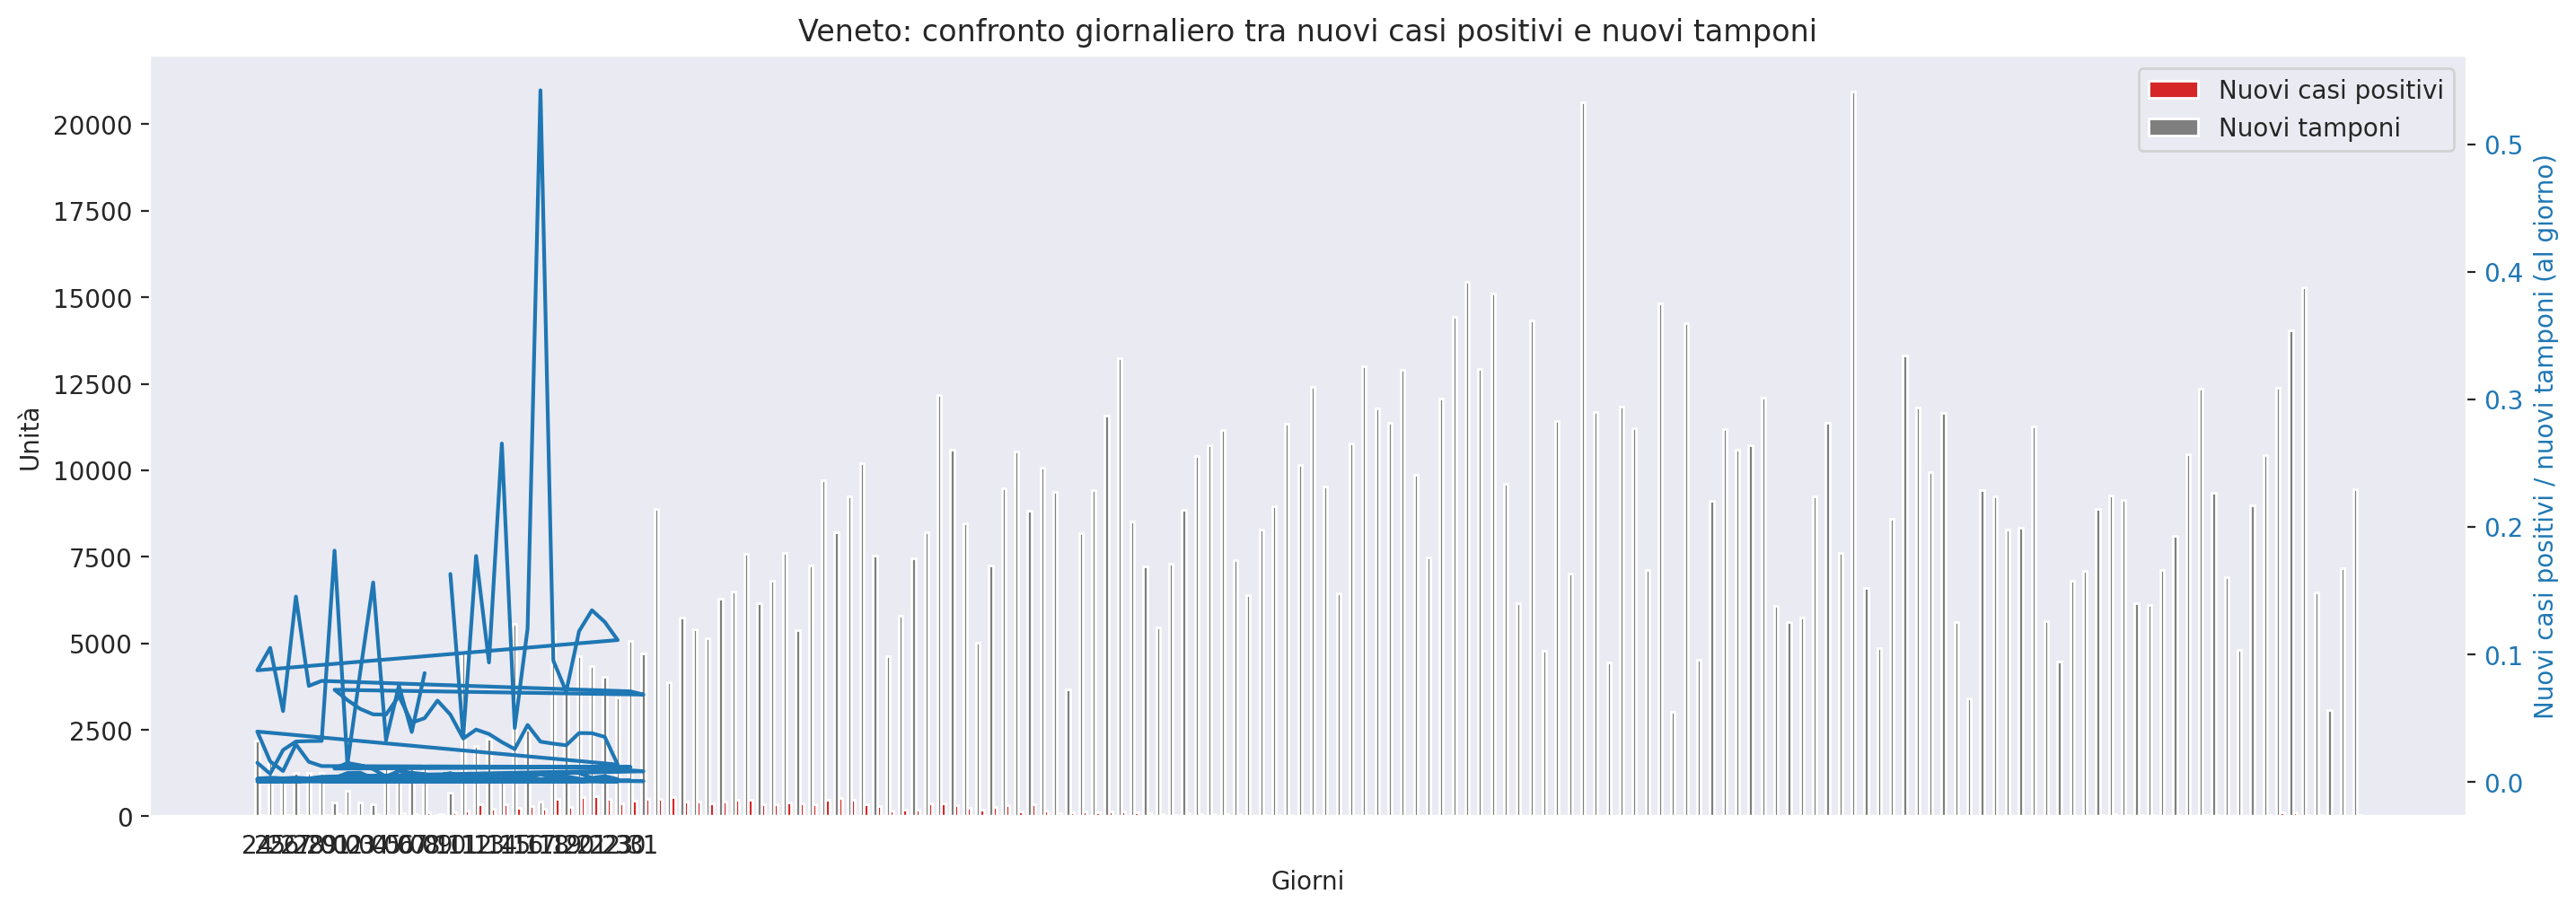 Veneto: confronto giornaliero tra nuovi casi positivi e nuovi tamponi
Nuovi casi positivi
Nuovi tamponi
20000
17500
15000
12500
10000
7500
5000
2500
0
Unità
0.5
0.4
0.3
0.2
0.1
0.0
Nuovi casi positivi / nuovi tamponi (al giorno)
Giorni